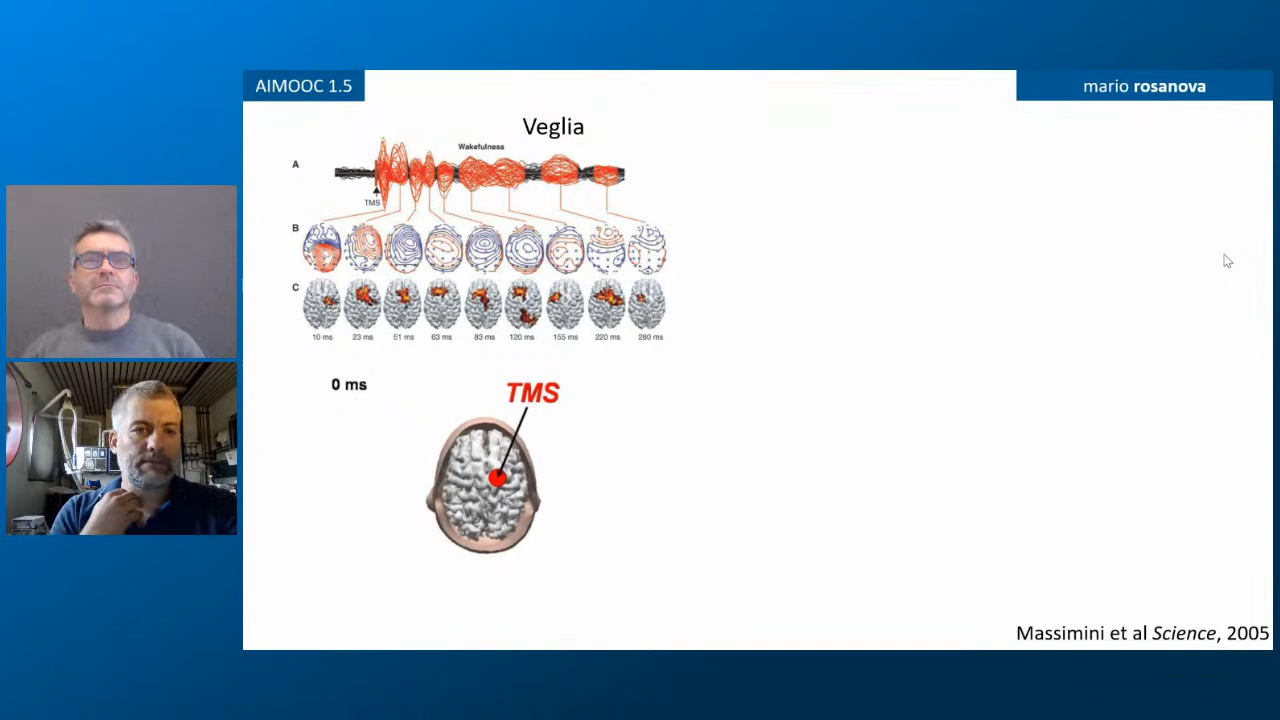 AIMOOC 1.5
mario rosanova
Veglia
Wakefulness
A
TMS
B
C
10 ms 23 ms 51 ms 63 ms 83 ms 120 ms 155 ms 220 ms 280 ms
0 ms
TMS
Massimini et al Science, 2005